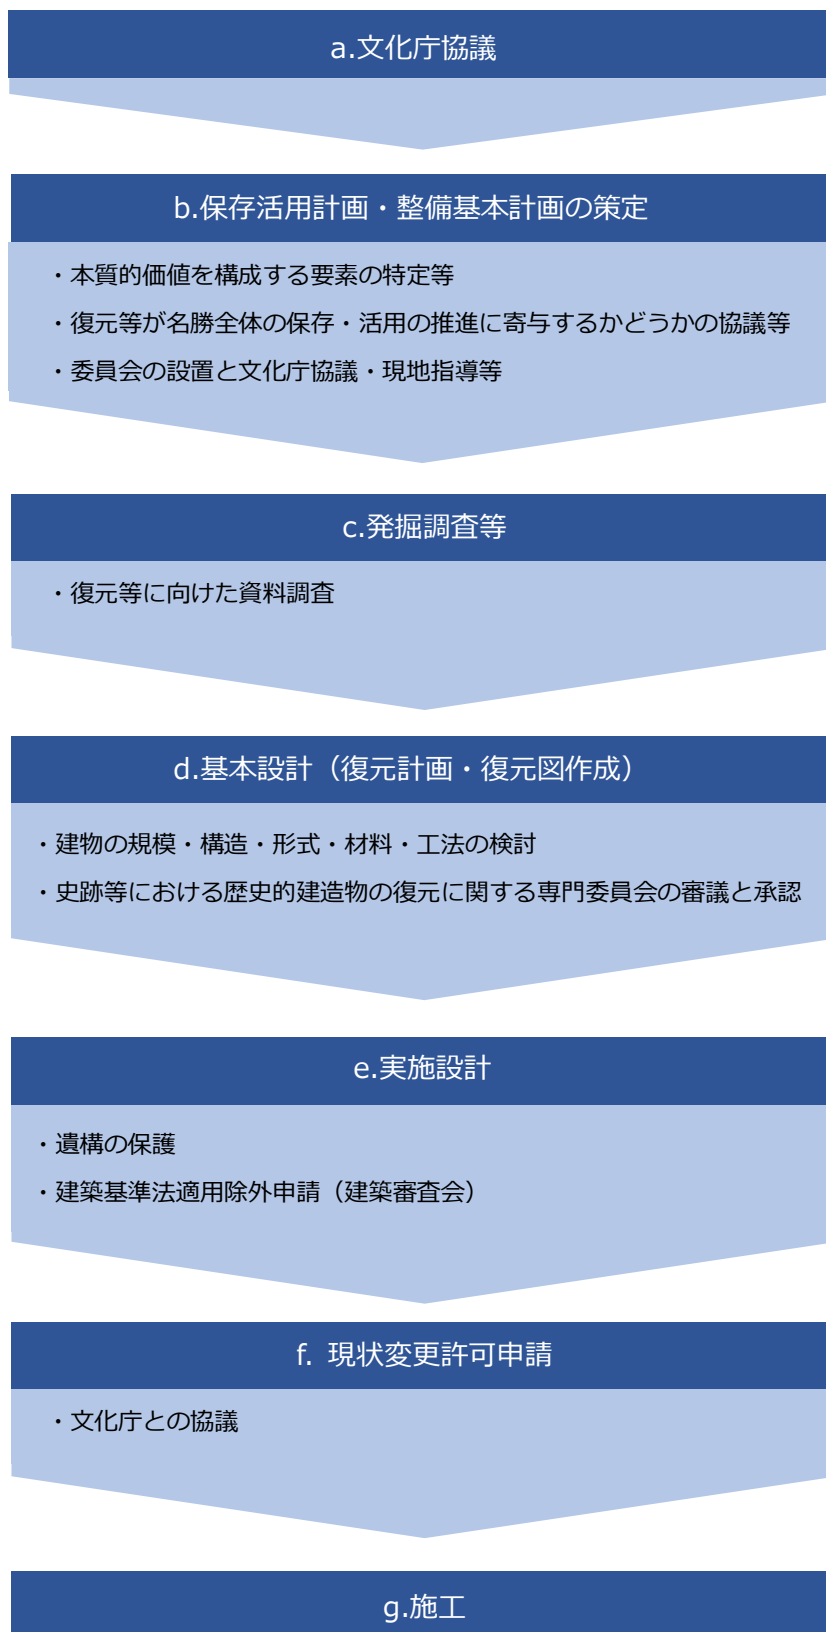 a.文化庁協議
b.保存活用計画・整備基本計画の策定
・本質的価値を構成する要素の特定等
・復元等が名勝全体の保存・活用の推進に寄与するかどうかの協議等
・委員会の設置と文化庁協議・現地指導等
c.発掘調査等
・復元等に向けた資料調査
d.基本設計（復元計画・復元図作成）
・建物の規模・構造・形式・材料・工法の検討
・史跡等における歴史的建造物の復元に関する専門委員会の審議と承認
e.実施設計
・遺構の保護
・建築基準法適用除外申請（建築審査会）
f. 現状変更許可申請
・文化庁との協議
g.施工